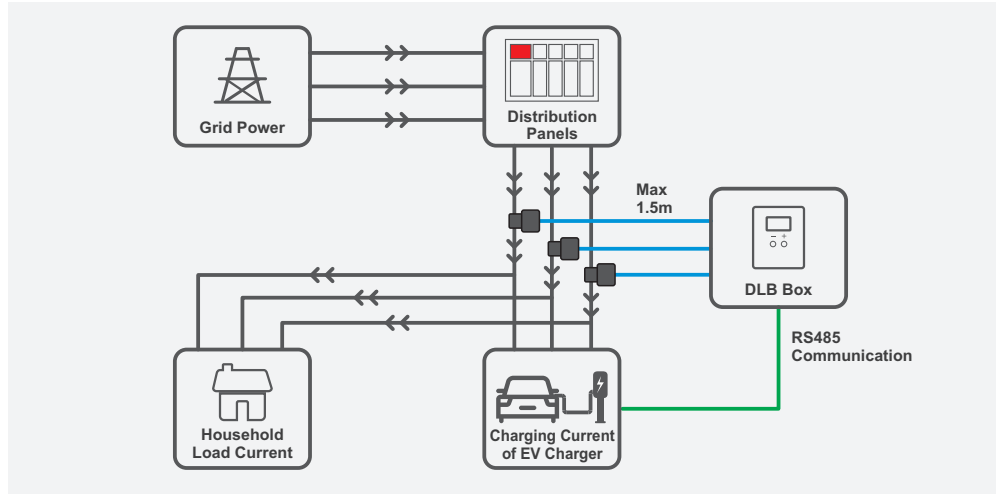 Grid Power
Distribution
Panels
Max
1.5m
− +
DLB Box
RS485
Communication
Household
Load Current
Charging Current
of EV Charger